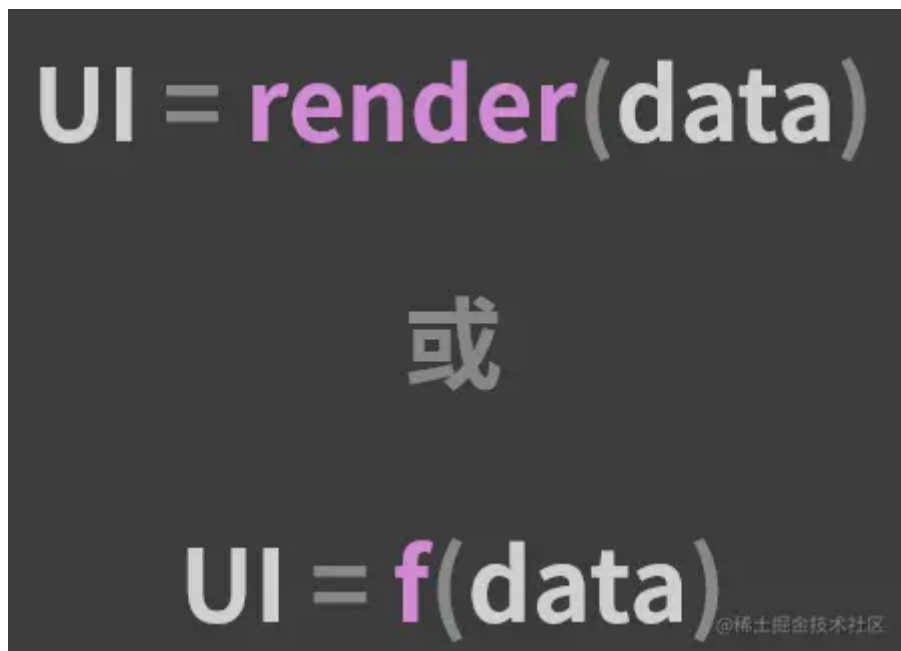 UI = render(data)
或
UI = f(data)
@稀土掘金技术社区